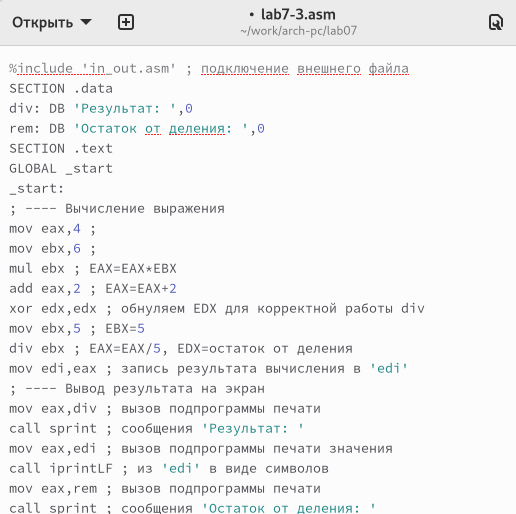 Открыть
• lab7-3.asm
~/work/arch-pc/lab07
%include 'in_out.asm' ; подключение внешнего файла
SECTION .data
div: DB 'Результат: ',0
rem: DB 'Остаток от деления: ',0
SECTION .text
GLOBAL _start
_start:
; ---- Вычисление выражения
mov eax,4 ;
mov ebx,6 ;
mul ebx ; EAX=EAX*EBX
add eax,2 ; EAX=EAX+2
xor edx,edx ; обнуляем EDX для корректной работы div
mov ebx,5 ; EBX=5
div ebx ; EAX=EAX/5, EDX=остаток от деления
mov edi,eax ; запись результата вычисления в 'edi'
; ---- Вывод результата на экран
mov eax,div ; вызов подпрограммы печати
call sprint ; сообщения 'Результат: '
mov eax,edi ; вызов подпрограммы печати значения
call iprintLF ; из 'edi' в виде символов
mov eax,rem ; вызов подпрограммы печати
call sprint ; сообщения 'Остаток от деления: '